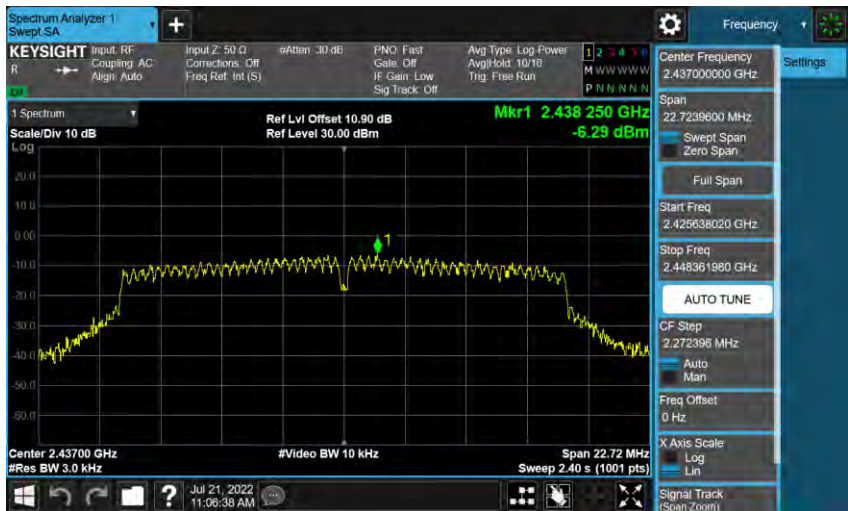 Spectrum Analyzer 1
Swept SA
Frequency
KEYSIGHT
Input: RF
Coupling: AC
Align: Auto
Input Z: 50 Ω
Corrections: Off
Freq Ref: Int (S)
#Atten: 30 dB
PNO: Fast
Gate: Off
IF Gain: Low
Sig Track: Off
Avg Type: Log-Power
Avg|Hold: 10/10
Trig: Free Run
1 2 3 4 5 6
M W W W W W
P N N N N N
R
1 Spectrum
Scale/Div 10 dB
Log
Ref Lvl Offset 10.90 dB
Ref Level 30.00 dBm
Mkr1 2.438 250 GHz
-6.29 dBm
20.0
10.0
0.00
-10.0
-20.0
-30.0
-40.0
-50.0
-60.0
1
Center 2.43700 GHz
#Res BW 3.0 kHz
#Video BW 10 kHz
Span 22.72 MHz
Sweep 2.40 s (1001 pts)
Jul 21, 2022
11:06:38 AM
Center Frequency
2.437000000 GHz
Settings
Span
22.7239600 MHz
Swept Span
Zero Span
Full Span
Start Freq
2.425638020 GHz
Stop Freq
2.448361980 GHz
AUTO TUNE
CF Step
2.272396 MHz
Auto
Man
Freq Offset
0 Hz
X Axis Scale
Log
Lin
Signal Track
(Span Zoom)